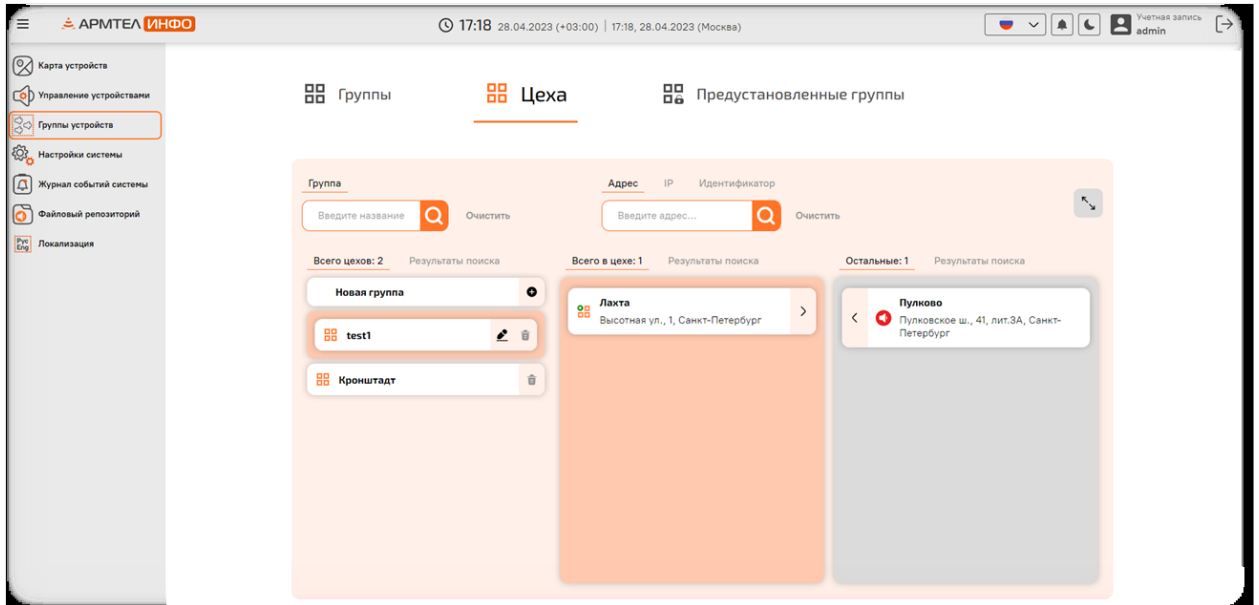 АРМТЕЛ ИНФО
17:18 28.04.2023 (+03:00) | 17:18, 28.04.2023 (Москва)
Учетная запись
admin
Карта устройств
Управление устройствами
Группы устройств
Настройки системы
Журнал событий системы
Файловый репозиторий
Рус
Eng
Локализация
Группы
Цеха
Предустановленные группы
Группа
Адрес IP Идентификатор
Введите название
Очистить
Введите адрес...
Очистить
Всего цехов: 2 Результаты поиска
Всего в цехе: 1 Результаты поиска
Остальные: 1 Результаты поиска
Новая группа
test1
Кронштадт
Лахта
Высотная ул., 1, Санкт-Петербург
Пулково
Пулковское ш., 41, лит.3А, Санкт-
Петербург